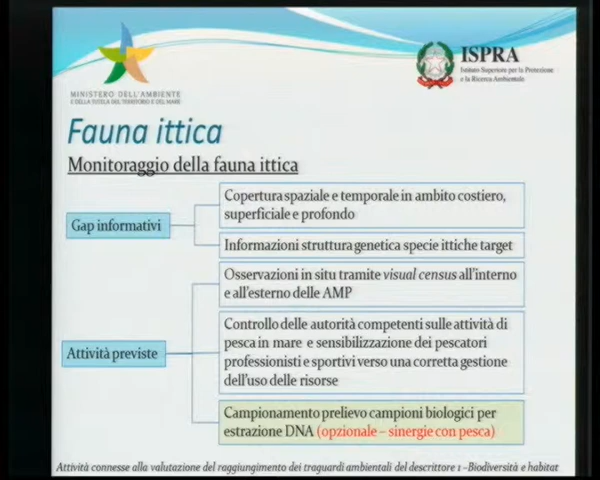 MINISTERO DELL'AMBIENTE
E DELLA TUTELA DEL TERRITORIO E DEL MARE
ISPRA
Istituto Superiore per la Protezione
e la Ricerca Ambientale
Fauna ittica
Monitoraggio della fauna ittica
Gap informativi
Copertura spaziale e temporale in ambito costiero,
superficiale e profondo
Informazioni struttura genetica specie ittiche target
Attività previste
Osservazioni in situ tramite visual census all'interno
e all'esterno delle AMP
Controllo delle autorità competenti sulle attività di
pesca in mare e sensibilizzazione dei pescatori
professionisti e sportivi verso una corretta gestione
dell'uso delle risorse
Campionamento prelievo campioni biologici per
estrazione DNA (opzionale – sinergie con pesca)
Attività connesse alla valutazione del raggiungimento dei traguardi ambientali del descrittore 1 –Biodiversità e habitat